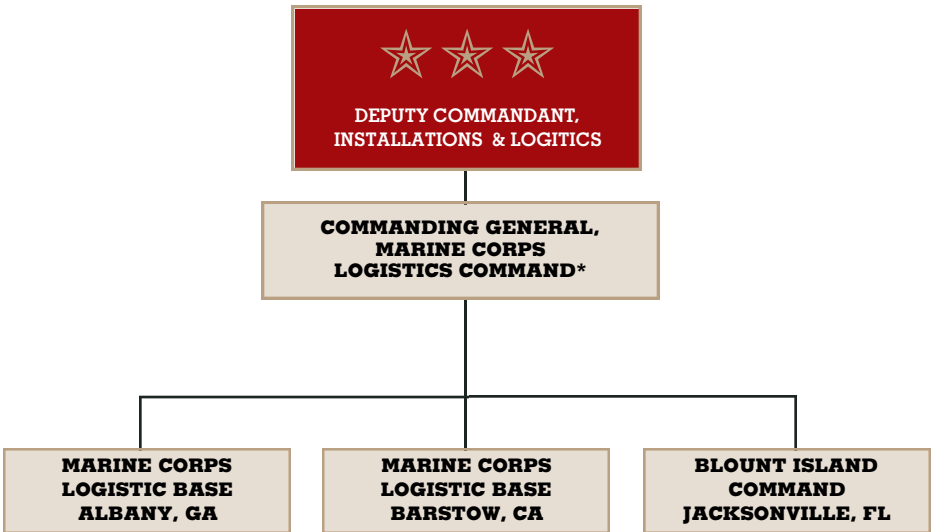 DEPUTY COMMANDANT,
INSTALLATIONS & LOGITICS
COMMANDING GENERAL,
MARINE CORPS
LOGISTICS COMMAND*
MARINE CORPS
LOGISTIC BASE
ALBANY, GA
MARINE CORPS
LOGISTIC BASE
BARSTOW, CA
BLOUNT ISLAND
COMMAND
JACKSONVILLE, FL